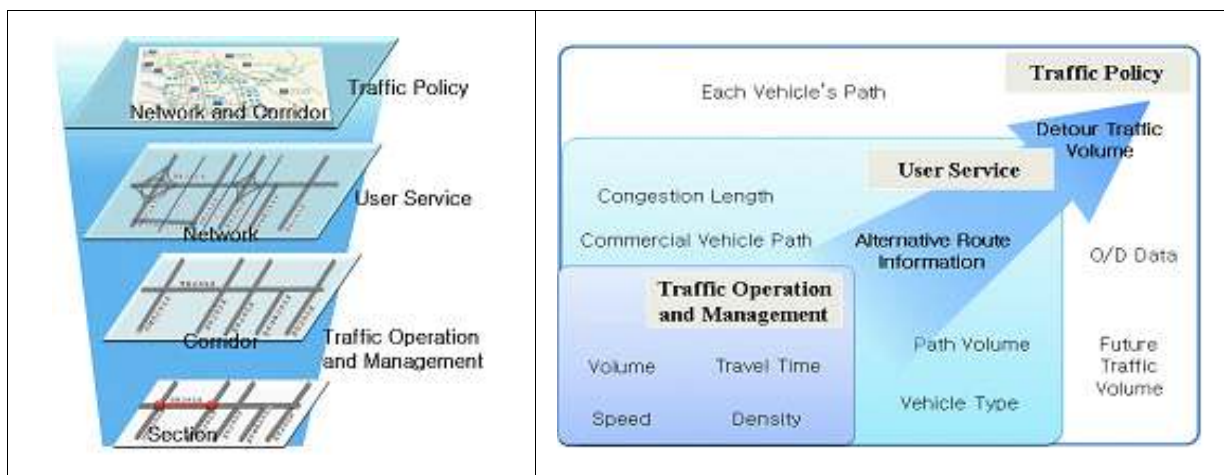 Traffic Policy
Network and Corridor
User Service
Network
Corridor
Traffic Operation
and Management
Section
Traffic Policy
Each Vehicle's Path
Detour Traffic
Volume
User Service
Congestion Length
Commercial Vehicle Path
Alternative Route
Information
O/D Data
Traffic Operation
and Management
Path Volume
Future
Traffic
Volume
Volume
Travel Time
Vehicle Type
Speed
Density